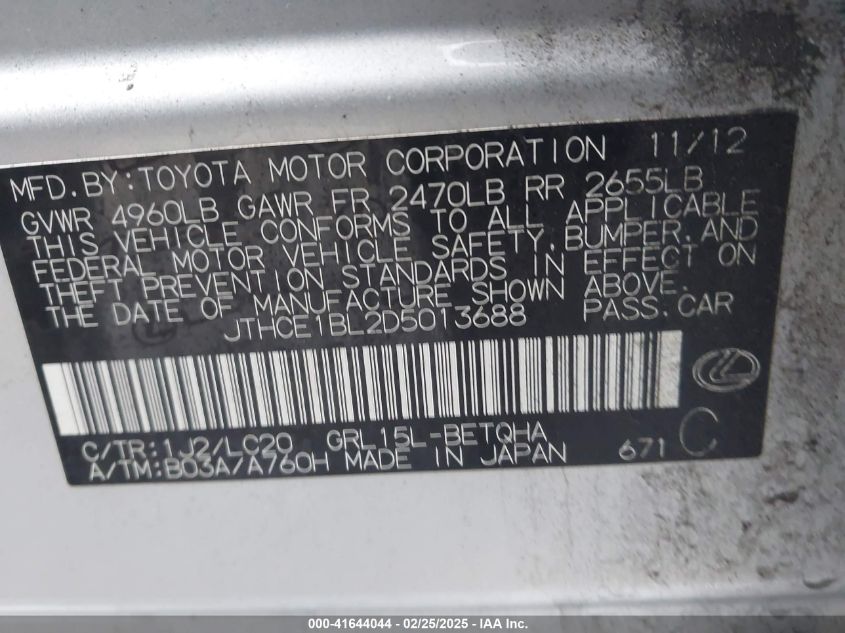 MFD.BY:TOYOTA MOTOR CORPORATION 11/12
GVWR 4960LB GAWR FR 2470LB RR 2655LB
THIS VEHICLE CONFORMS TO ALL APPLICABLE
FEDERAL MOTOR VEHICLE SAFETY,BUMPER,AND
THEFT PREVENTION STANDARDS IN EFFECT ON
THE DATE OF MANUFACTURE SHOWN ABOVE.
JTHCE1BL2D5013688 PASS.CAR
C/TR:1J2/LC20 GRL15L-BETQHA
A/TM:B03A/A760H MADE IN JAPAN 671 C
000-41644044 - 02/25/2025 - IAAI Inc.